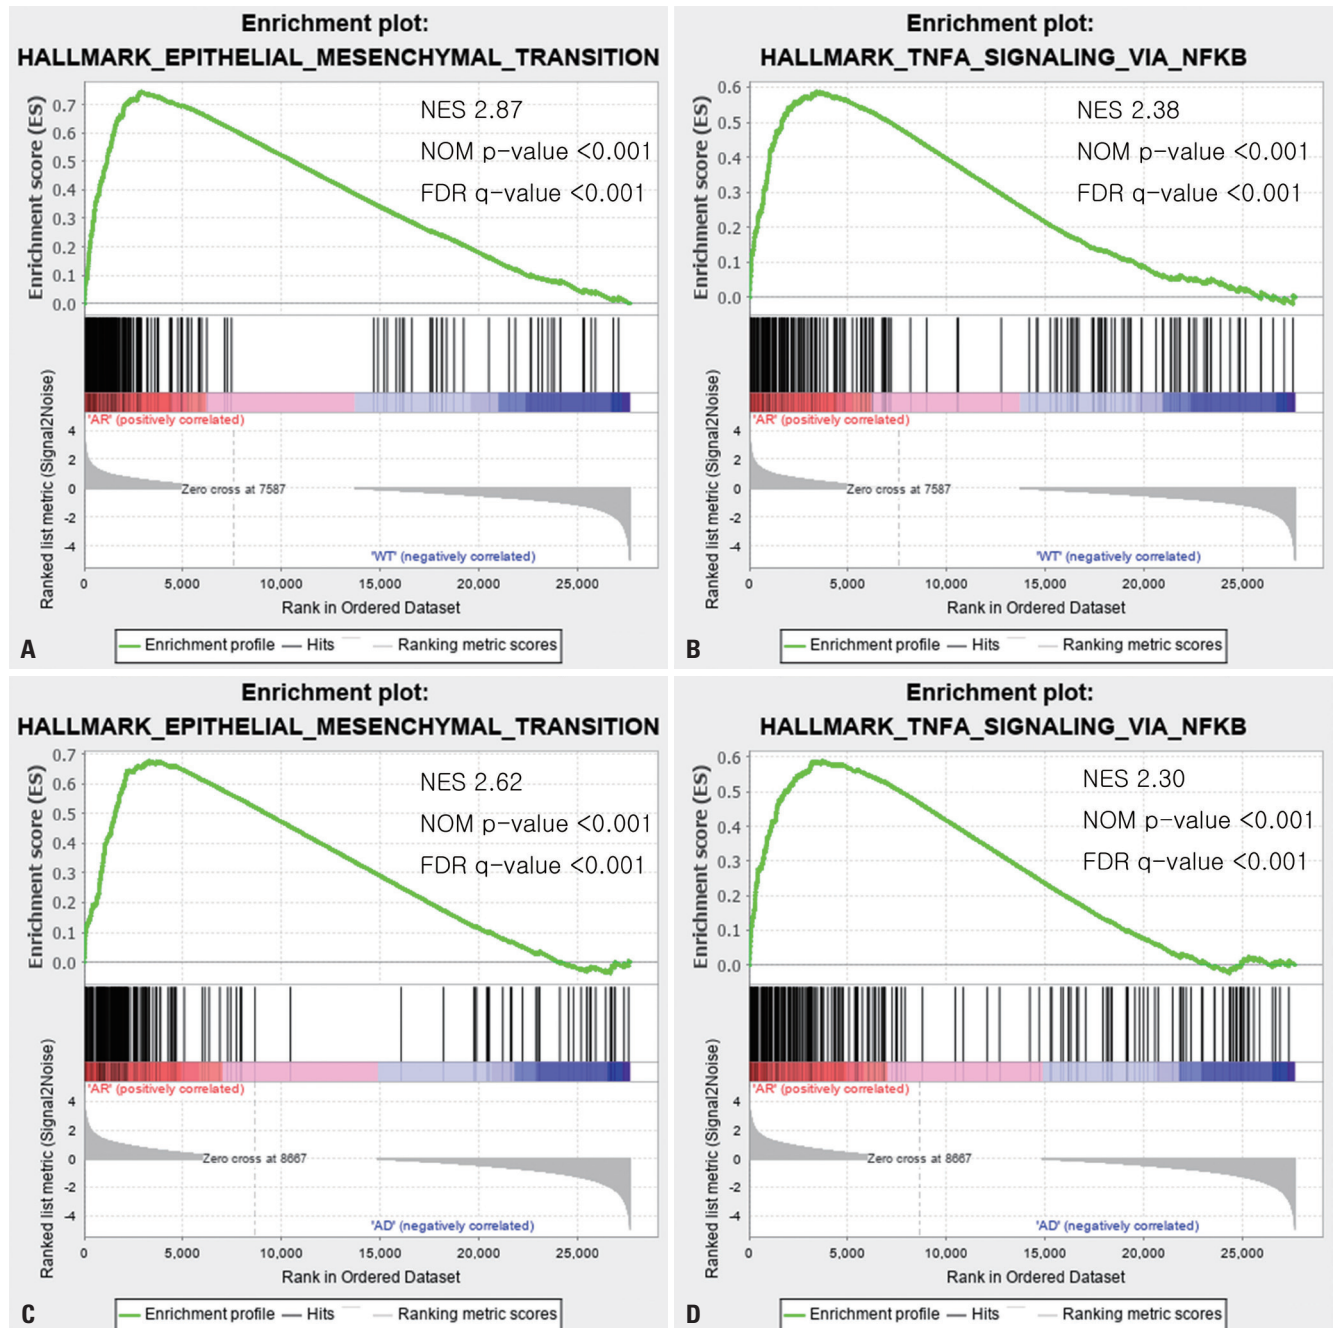 Enrichment plot:
HALLMARK_EPITHELIAL_MESENCHYMAL_TRANSITION
Enrichment score (ES)
0.7
0.6
0.5
0.4
0.3
0.2
0.1
0.0
NES 2.87
NOM p-value <0.001
FDR q-value <0.001
'AR' (positively correlated)
Ranked list metric (Signal2Noise)
4
2
0
-2
-4
Zero cross at 7587
'WT' (negatively correlated)
0 5,000 10,000 15,000 20,000 25,000
Rank in Ordered Dataset
Enrichment profile Hits Ranking metric scores
A
Enrichment plot:
HALLMARK_TNFA_SIGNALING_VIA_NFKB
Enrichment score (ES)
0.6
0.5
0.4
0.3
0.2
0.1
0.0
NES 2.38
NOM p-value <0.001
FDR q-value <0.001
'AR' (positively correlated)
Ranked list metric (Signal2Noise)
4
2
0
-2
-4
Zero cross at 7587
'WT' (negatively correlated)
0 5,000 10,000 15,000 20,000 25,000
Rank in Ordered Dataset
Enrichment profile Hits Ranking metric scores
B
Enrichment plot:
HALLMARK_EPITHELIAL_MESENCHYMAL_TRANSITION
Enrichment score (ES)
0.7
0.6
0.5
0.4
0.3
0.2
0.1
0.0
NES 2.62
NOM p-value <0.001
FDR q-value <0.001
'AR' (positively correlated)
Ranked list metric (Signal2Noise)
4
2
0
-2
-4
Zero cross at 8667
'AD' (negatively correlated)
0 5,000 10,000 15,000 20,000 25,000
Rank in Ordered Dataset
Enrichment profile Hits Ranking metric scores
C
Enrichment plot:
HALLMARK_TNFA_SIGNALING_VIA_NFKB
Enrichment score (ES)
0.6
0.5
0.4
0.3
0.2
0.1
0.0
NES 2.30
NOM p-value <0.001
FDR q-value <0.001
'AR' (positively correlated)
Ranked list metric (Signal2Noise)
4
2
0
-2
-4
Zero cross at 8667
'AD' (negatively correlated)
0 5,000 10,000 15,000 20,000 25,000
Rank in Ordered Dataset
Enrichment profile Hits Ranking metric scores
D